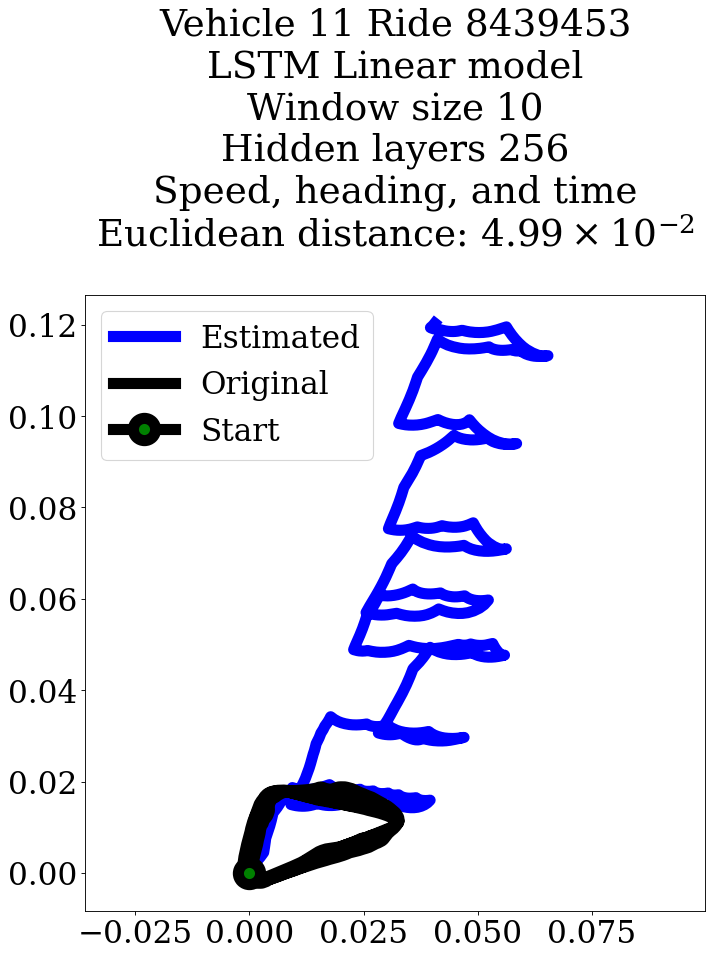 Vehicle 11 Ride 8439453
LSTM Linear model
Window size 10
Hidden layers 256
Speed, heading, and time
Euclidean distance: 4.99 × 10⁻²
Estimated
Original
Start
0.12
0.10
0.08
0.06
0.04
0.02
0.00
−0.025 0.000 0.025 0.050 0.075